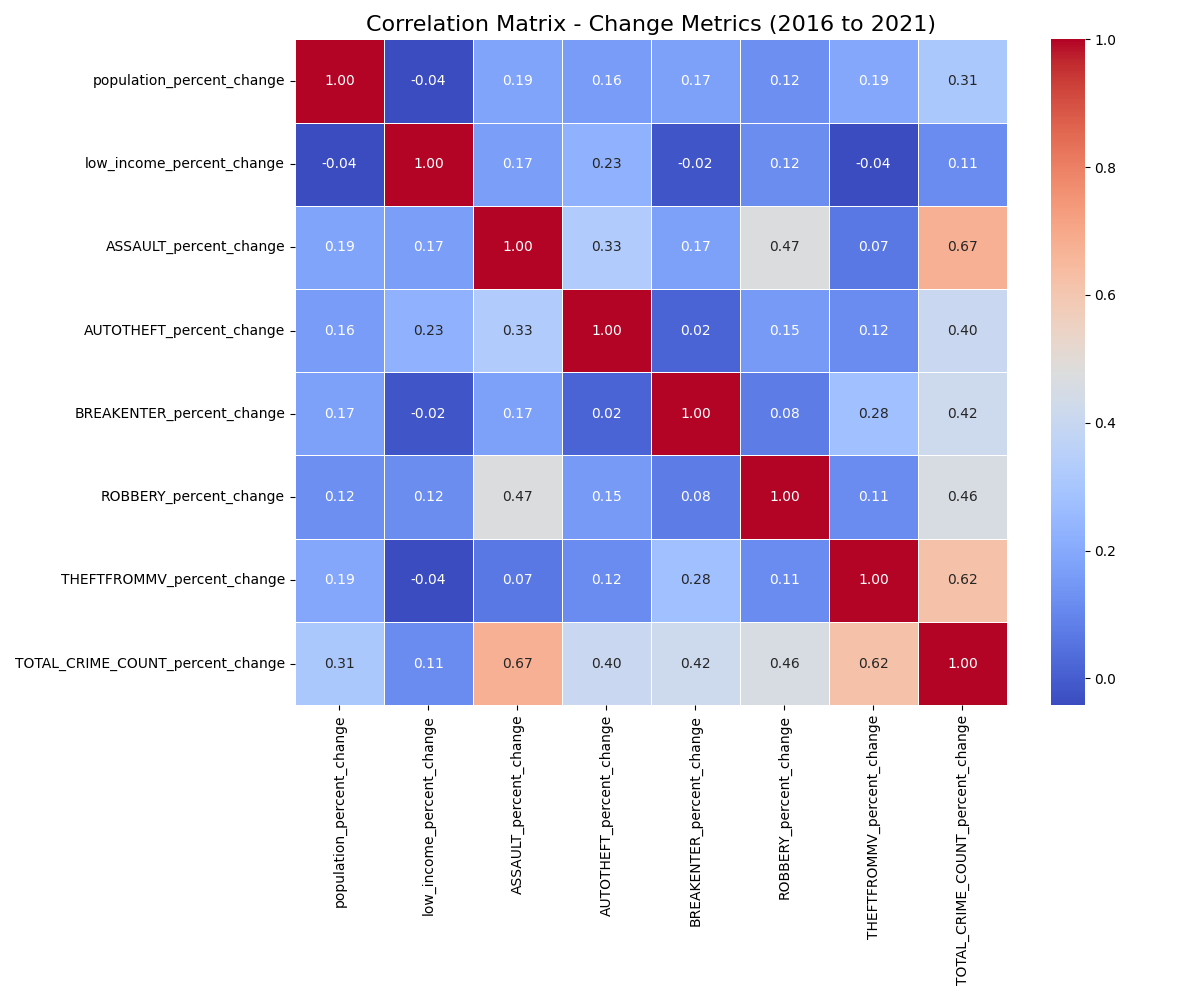 Correlation Matrix - Change Metrics (2016 to 2021)
population_percent_change 1.00 -0.04 0.19 0.16 0.17 0.12 0.19 0.31
low_income_percent_change -0.04 1.00 0.17 0.23 -0.02 0.12 -0.04 0.11
ASSAULT_percent_change 0.19 0.17 1.00 0.33 0.17 0.47 0.07 0.67
AUTOTHEFT_percent_change 0.16 0.23 0.33 1.00 0.02 0.15 0.12 0.40
BREAKENTER_percent_change 0.17 -0.02 0.17 0.02 1.00 0.08 0.28 0.42
ROBBERY_percent_change 0.12 0.12 0.47 0.15 0.08 1.00 0.11 0.46
THEFTFROMMV_percent_change 0.19 -0.04 0.07 0.12 0.28 0.11 1.00 0.62
TOTAL_CRIME_COUNT_percent_change 0.31 0.11 0.67 0.40 0.42 0.46 0.62 1.00
population_percent_change
low_income_percent_change
ASSAULT_percent_change
AUTOTHEFT_percent_change
BREAKENTER_percent_change
ROBBERY_percent_change
THEFTFROMMV_percent_change
TOTAL_CRIME_COUNT_percent_change
1.0
0.8
0.6
0.4
0.2
0.0